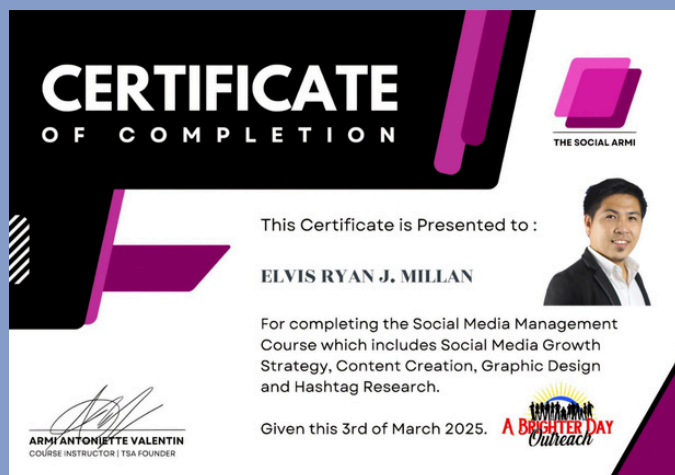 CERTIFICATE
OF COMPLETION
THE SOCIAL ARMI
This Certificate is Presented to :
ELVIS RYAN J. MILLAN
For completing the Social Media Management
Course which includes Social Media Growth
Strategy, Content Creation, Graphic Design
and Hashtag Research.
Given this 3rd of March 2025.
A BRIGHTER DAY
Outreach
ARMI ANTONIETTE VALENTIN
COURSE INSTRUCTOR | TSA FOUNDER